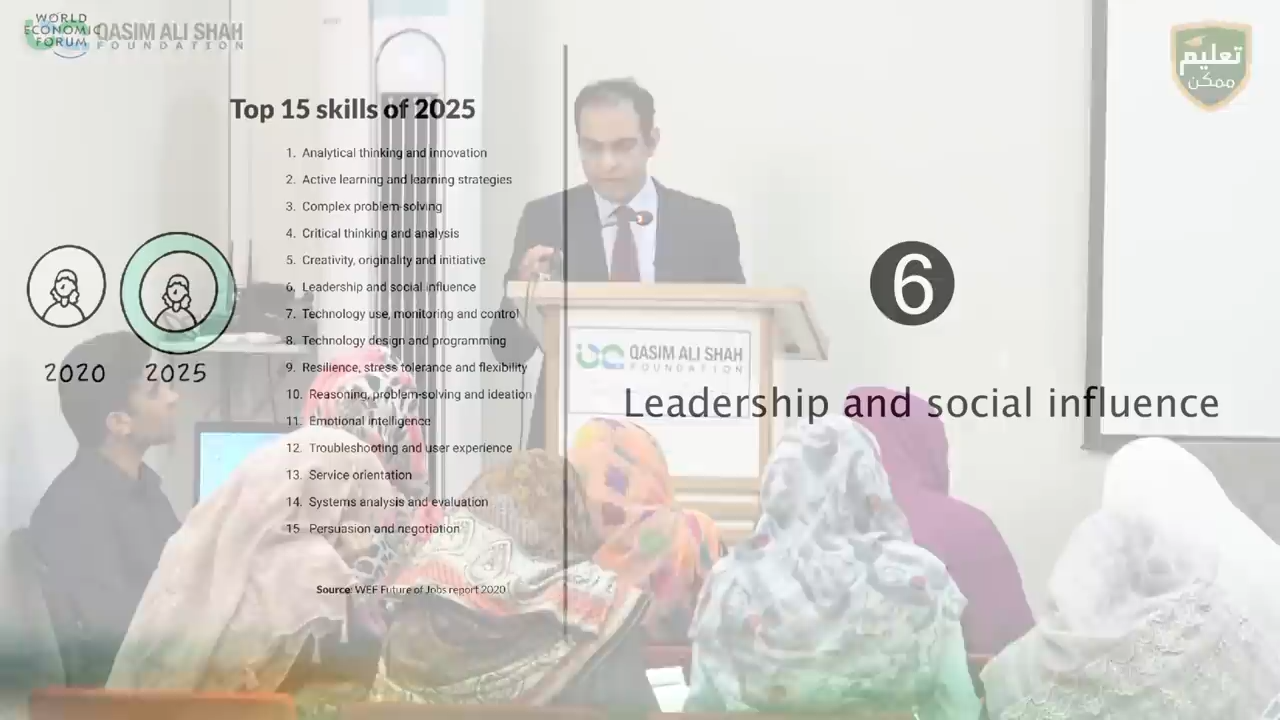 WORLD
ECONOMIC
FORUM
QASIM ALI SHAH
FOUNDATION
تعلیم
ممکن
Top 15 skills of 2025
1. Analytical thinking and innovation
2. Active learning and learning strategies
3. Complex problem-solving
4. Critical thinking and analysis
5. Creativity, originality and initiative
6. Leadership and social influence
7. Technology use, monitoring and control
8. Technology design and programming
9. Resilience, stress tolerance and flexibility
10. Reasoning, problem-solving and ideation
11. Emotional intelligence
12. Troubleshooting and user experience
13. Service orientation
14. Systems analysis and evaluation
15 Persuasion and negotiation
Source: WEF Future of Jobs report 2020
2020
2025
QASIM ALI SHAH
FOUNDATION
6
Leadership and social influence